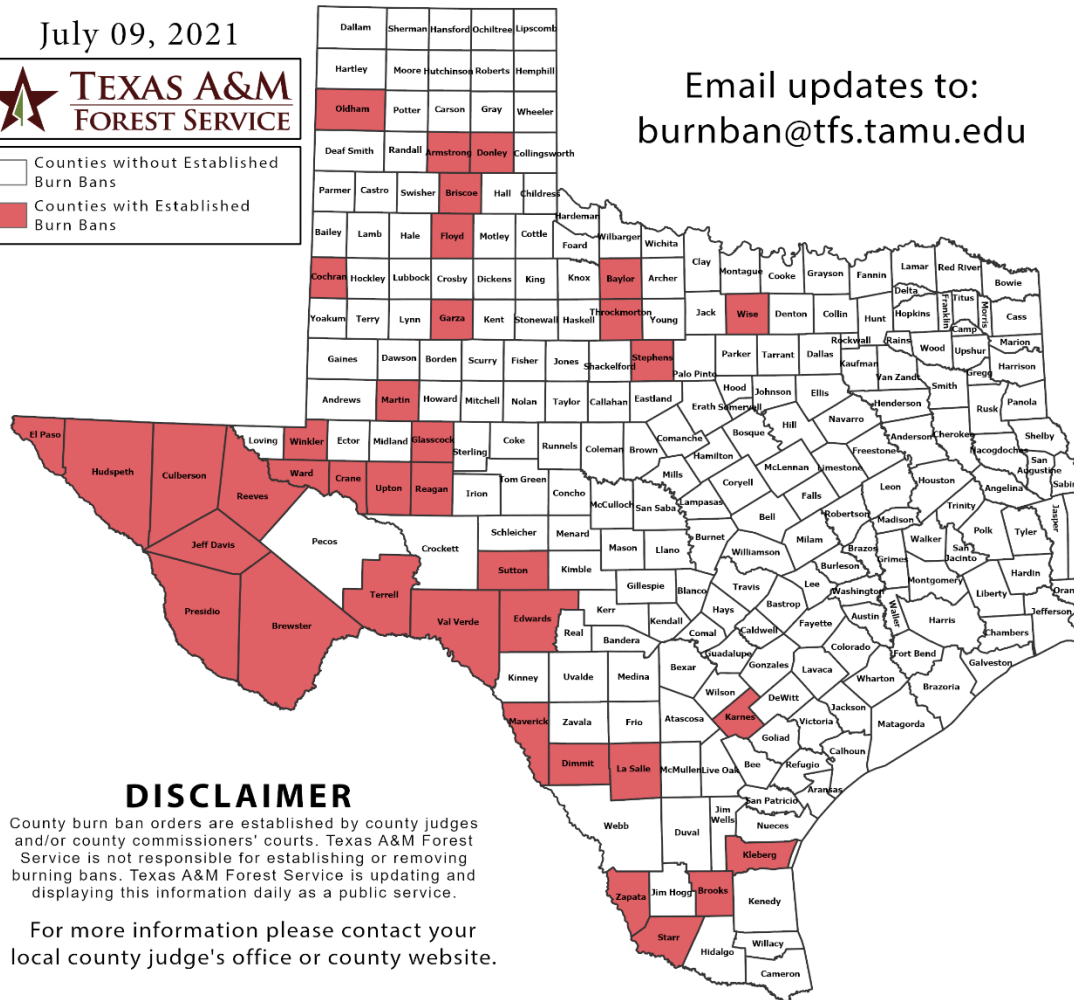 July 09, 2021
TEXAS A&M
FOREST SERVICE
Counties without Established
Burn Bans
Counties with Established
Burn Bans
Email updates to:
burnban@tfs.tamu.edu
Dallam Sherman Hansford Ochiltree Lipscomb
Hartley Moore Hutchinson Roberts Hemphill
Oldham Potter Carson Gray Wheeler
Deaf Smith Randall Armstrong Donley Collingsworth
Parmer Castro Swisher Briscoe Hall Childress
Hardeman
Bailey Lamb Hale Floyd Motley Cottle Foard Wilbarger Wichita
Clay Montague Cooke Grayson Fannin Lamar Red River Bowie
Cochran Hockley Lubbock Crosby Dickens King Knox Baylor Archer
Delta Franklin Titus Morris Cass
Yoakum Terry Lynn Garza Kent Stonewall Haskell Throckmorton Young Jack Wise Denton Collin Hunt Hopkins Camp
Rockwall Rains Wood Upshur Marion
Gaines Dawson Borden Scurry Fisher Jones Shackelford Stephens Palo Pinto Parker Tarrant Dallas Kaufman Van Zandt Gregg Harrison
Andrews Martin Howard Mitchell Nolan Taylor Callahan Eastland Erath Hood Somervell Johnson Ellis Henderson Smith Rusk Panola
El Paso Hudspeth Culberson Reeves Loving Winkler Ector Midland Glasscock Sterling Coke Runnels Coleman Brown Comanche Hamilton Bosque Hill Navarro Freestone Anderson Cherokee Nacogdoches Shelby
San Augustine Sabin
Ward Crane Upton Reagan Irion Tom Green Concho McCulloch San Saba Mills Lampasas Coryell McLennan Limestone Falls Leon Houston Angelina Trinity Jasper
Jeff Davis Pecos Crockett Schleicher Menard Mason Llano Burnet Bell Williamson Milam Robertson Brazos Madison Grimes Walker San Jacinto Polk Tyler
Presidio Brewster Terrell Val Verde Sutton Edwards Kimble Gillespie Kerr Real Bandera Kendall Blanco Hays Travis Comal Caldwell Bastrop Lee Burleson Washington Fayette Austin Waller Montgomery Liberty Hardin Oran Jefferson
Harris Chambers Galveston Fort Bend Brazoria Colorado Wharton Matagorda
Kinney Uvalde Medina Bexar Guadalupe Gonzales Lavaca Wilson DeWitt Jackson
Maverick Zavala Frio Atascosa Karnes Goliad Victoria Calhoun
Dimmit La Salle McMullen Live Oak Bee Refugio Aransas
San Patricio
Webb Duval Jim Wells Nueces
Kleberg
Zapata Jim Hogg Brooks Kenedy
Starr Hidalgo Willacy
Cameron
DISCLAIMER
County burn ban orders are established by county judges
and/or county commissioners' courts. Texas A&M Forest
Service is not responsible for establishing or removing
burning bans. Texas A&M Forest Service is updating and
displaying this information daily as a public service.
For more information please contact your
local county judge's office or county website.